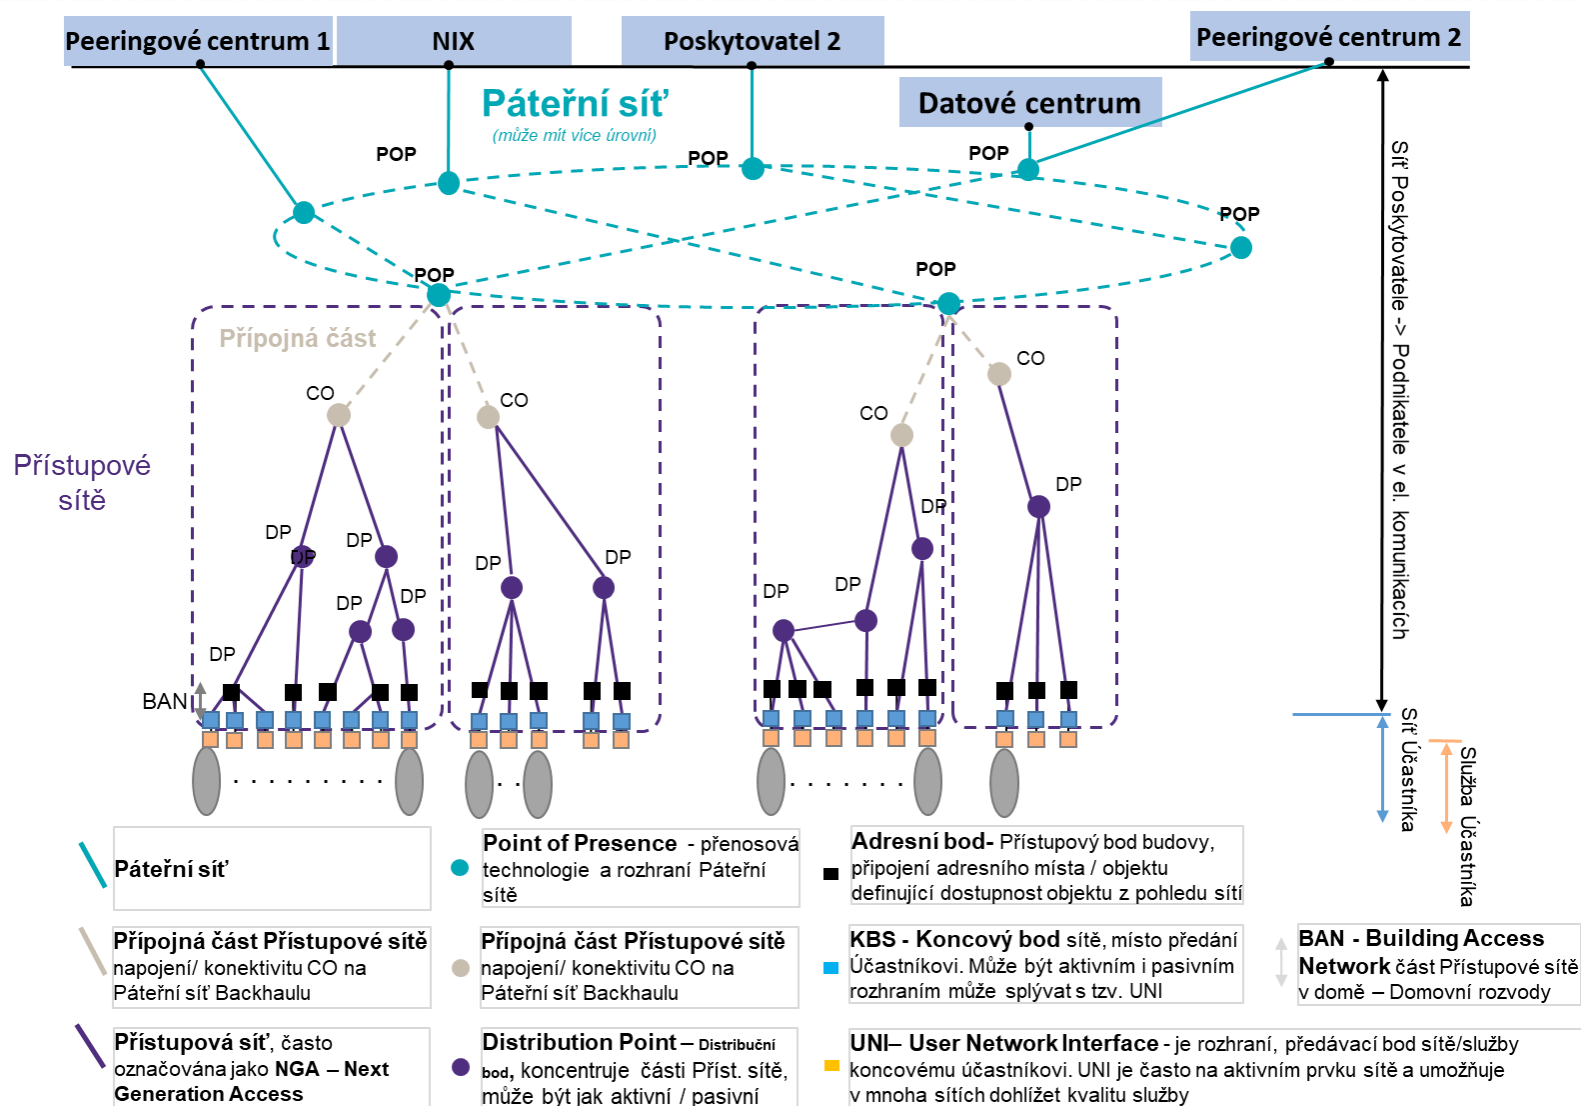 Peeringové centrum 1
NIX
Poskytovatel 2
Peeringové centrum 2
Páteřní síť
(může mít více úrovní)
Datové centrum
POP
POP
POP
POP
POP
POP
Síť Poskytovatele -> Podnikatele v el. komunikacích
Přípojná část
CO
CO
CO
CO
Přístupové
sítě
DP
DP
DP
DP
DP
DP
DP
DP
DP
DP
DP
DP
BAN
Síť Účastníka
Služba Účastníka
Páteřní síť
Point of Presence - přenosová
technologie a rozhraní Páteřní
sítě
Adresní bod- Přístupový bod budovy,
připojení adresního místa / objektu
definující dostupnost objektu z pohledu sítí
Přípojná část Přístupové sítě
napojení/ konektivitu CO na
Páteřní síť Backhaulu
Přípojná část Přístupové sítě
napojení/ konektivitu CO na
Páteřní síť Backhaulu
KBS - Koncový bod sítě, místo předání
Účastníkovi. Může být aktivním i pasivním
rozhraním může splývat s tzv. UNI
BAN - Building Access
Network část Přístupové sítě
v domě – Domovní rozvody
Přístupová síť, často
označována jako NGA – Next
Generation Access
Distribution Point – Distribuční
bod, koncentruje části Příst. sítě,
může být jak aktivní / pasivní
UNI– User Network Interface - je rozhraní, předávací bod sítě/služby
koncovému účastníkovi. UNI je často na aktivním prvku sítě a umožňuje
v mnoha sítích dohlížet kvalitu služby